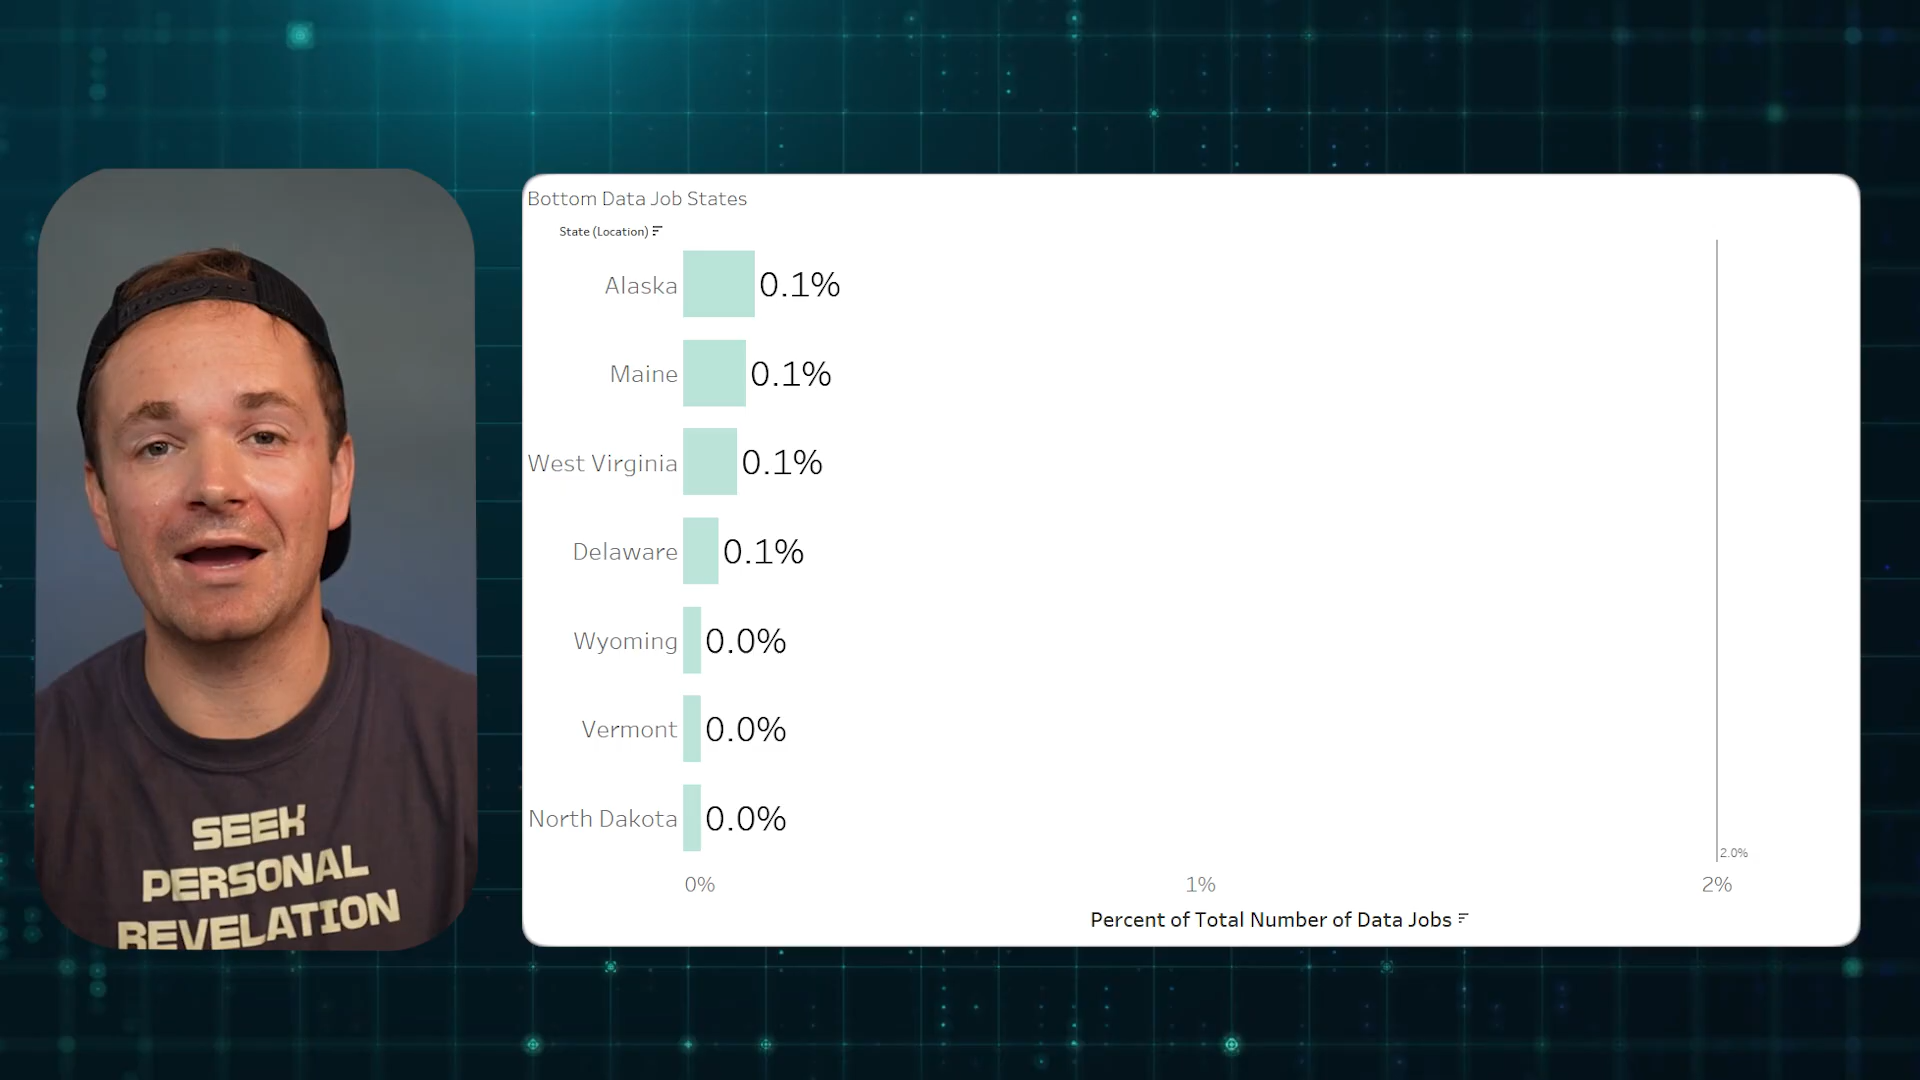 SEEK
PERSONAL
REVELATION
Bottom Data Job States
State (Location)
Alaska 0.1%
Maine 0.1%
West Virginia 0.1%
Delaware 0.1%
Wyoming 0.0%
Vermont 0.0%
North Dakota 0.0%
2.0%
0% 1% 2%
Percent of Total Number of Data Jobs